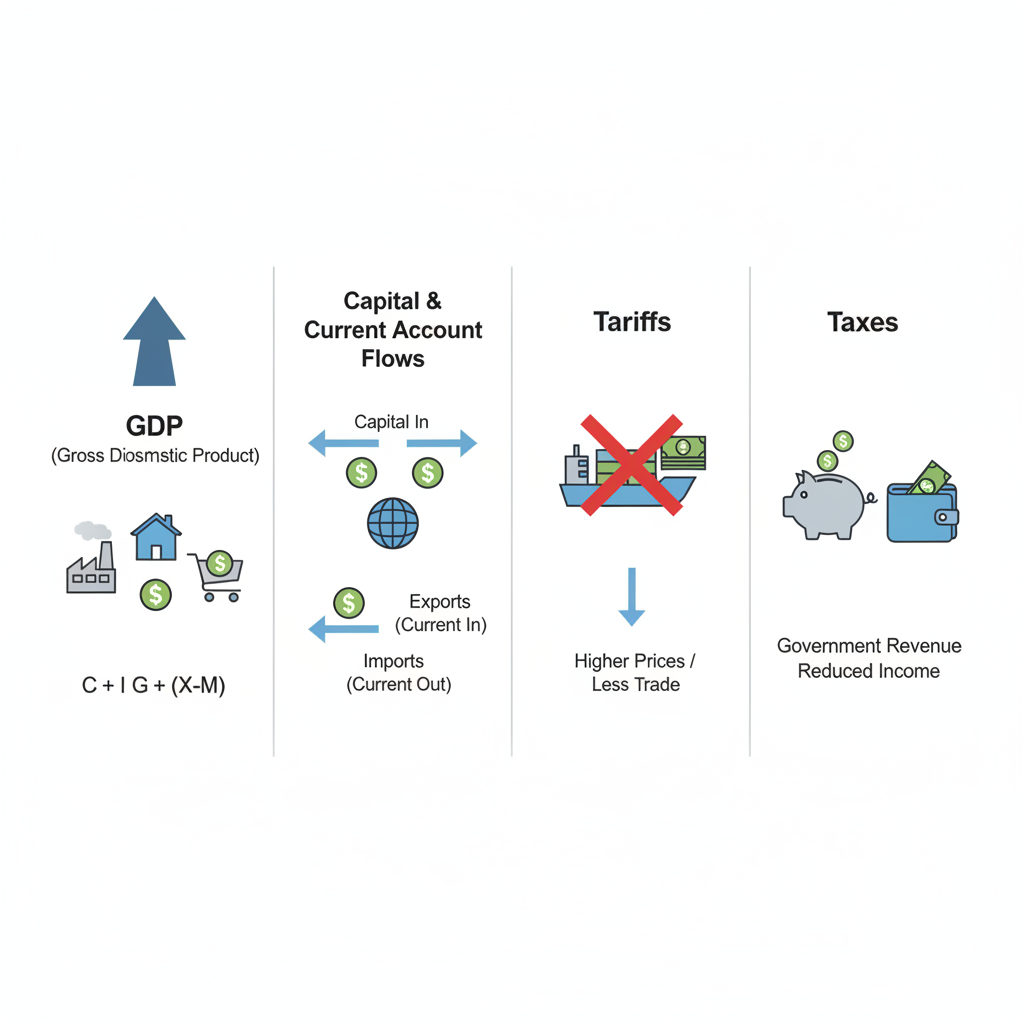 GDP
(Gross Diosmstic Product)
C + I G + (X-M)
Capital &
Current Account
Flows
Capital In
$ $
$
Exports
(Current In)
Imports
(Current Out)
Tariffs
Higher Prices /
Less Trade
Taxes
Government Revenue
Reduced Income